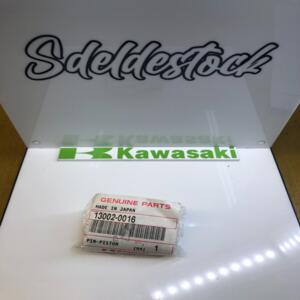 Sdeldestock
Kawasaki
GENUINE PARTS
MADE IN JAPAN
13002-0016
PIN-PISTON
1